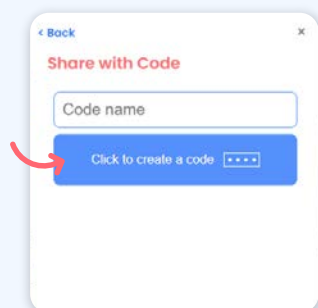 < Back x
Share with Code
Code name
Click to create a code ••••